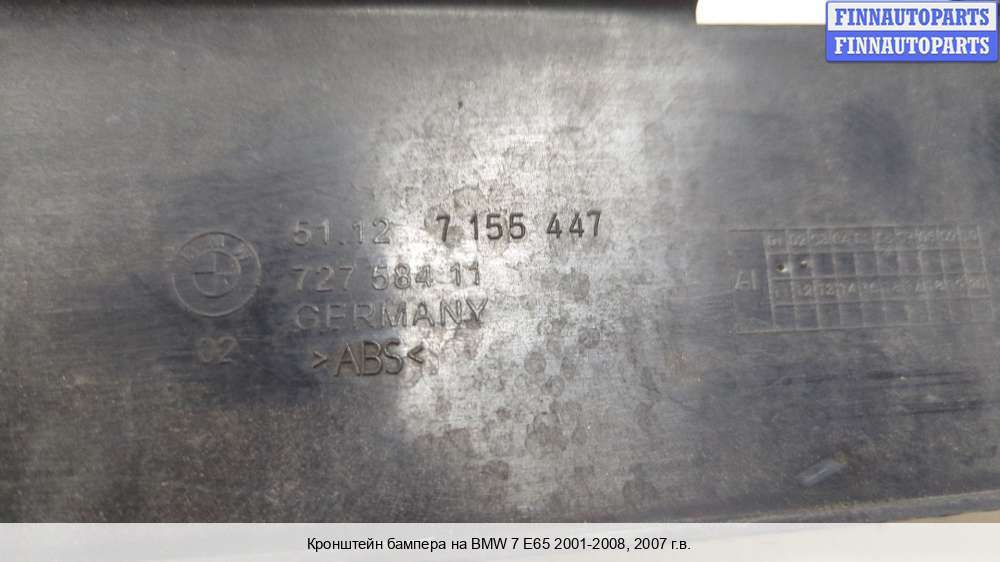 FINNAUTOPARTS
FINNAUTOPARTS
51.12 7 155 447
727 584 11
GERMANY
02
>ABS<
AI
Кронштейн бампера на BMW 7 E65 2001-2008, 2007 г.в.